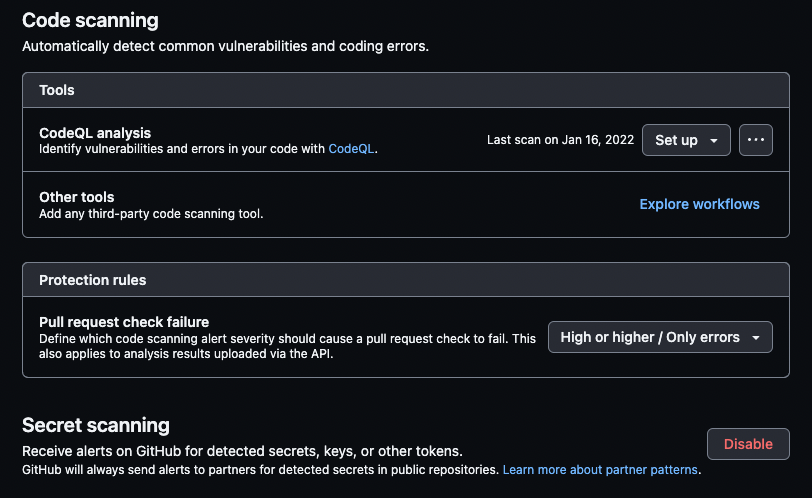 Code scanning
Automatically detect common vulnerabilities and coding errors.
Tools
CodeQL analysis
Identify vulnerabilities and errors in your code with CodeQL.
Last scan on Jan 16, 2022
Set up
Other tools
Add any third-party code scanning tool.
Explore workflows
Protection rules
Pull request check failure
Define which code scanning alert severity should cause a pull request check to fail. This
also applies to analysis results uploaded via the API.
High or higher / Only errors
Secret scanning
Receive alerts on GitHub for detected secrets, keys, or other tokens.
GitHub will always send alerts to partners for detected secrets in public repositories. Learn more about partner patterns.
Disable